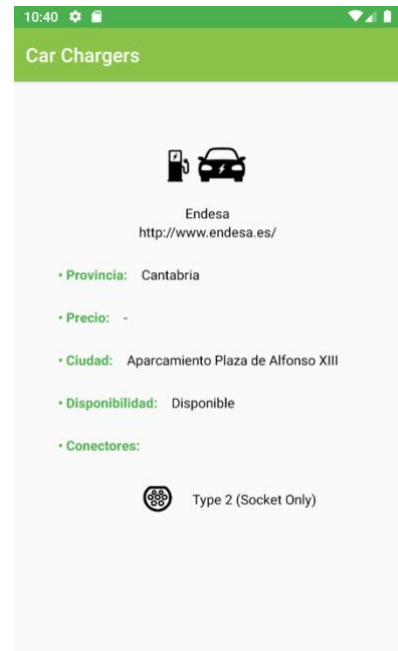 10:40
Car Chargers
Endesa
http://www.endesa.es/
• Provincia: Cantabria
• Precio: -
• Ciudad: Aparcamiento Plaza de Alfonso XIII
• Disponibilidad: Disponible
• Conectores:
Type 2 (Socket Only)